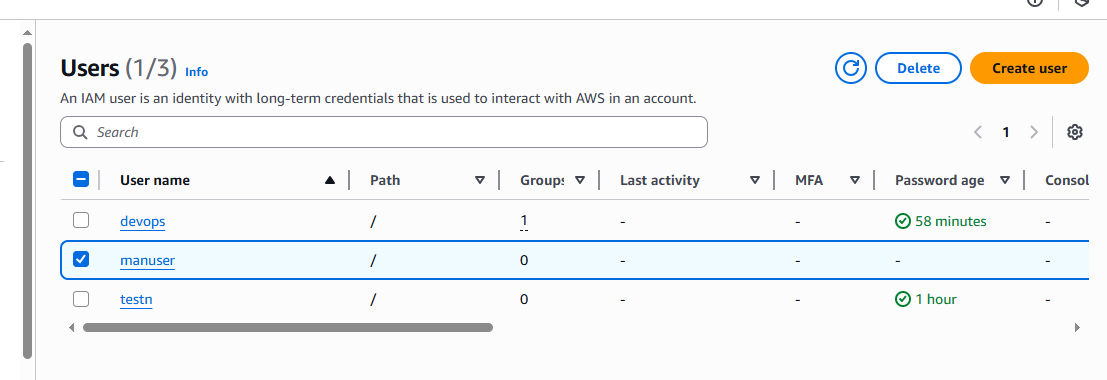 Users (1/3) Info
Delete
Create user
An IAM user is an identity with long-term credentials that is used to interact with AWS in an account.
Search
1
User name Path Groups Last activity MFA Password age Consol
devops / 1 - - 58 minutes -
manuser / 0 - - - -
testn / 0 - - 1 hour -